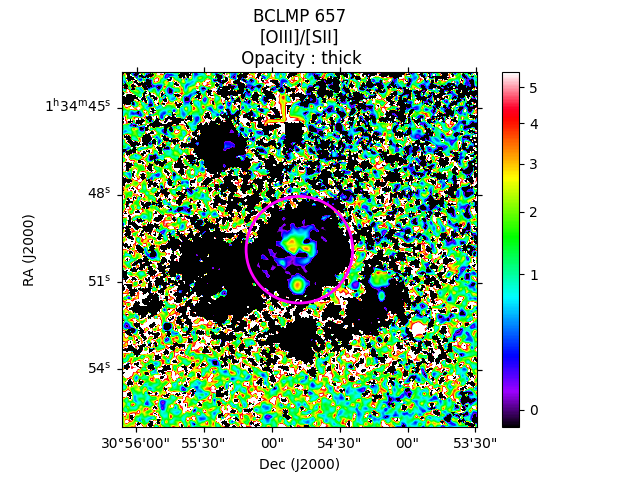 BCLMP 657
[OIII]/[SII]
Opacity : thick
1h34m45s
48s
51s
54s
RA (J2000)
30°56'00" 55'30" 00" 54'30" 00" 53'30"
Dec (J2000)
5
4
3
2
1
0